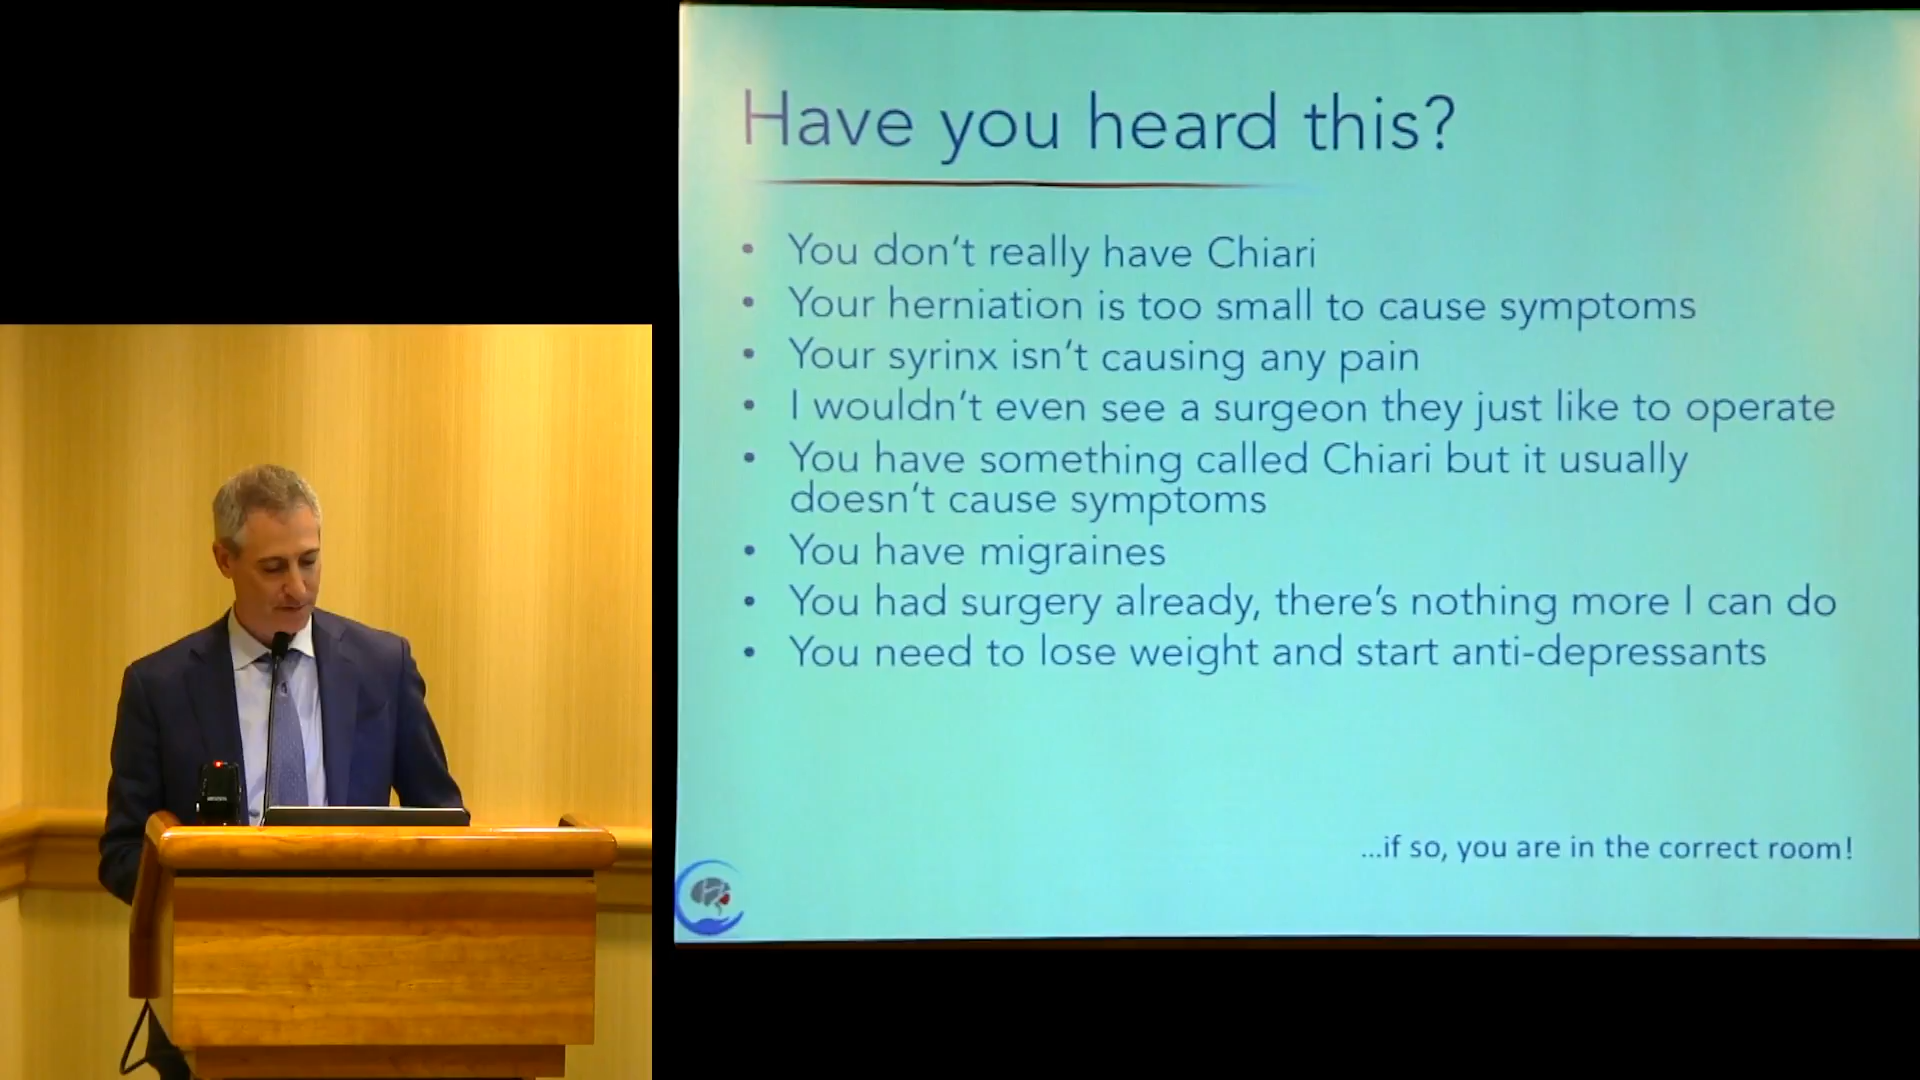 Have you heard this?
• You don't really have Chiari
• Your herniation is too small to cause symptoms
• Your syrinx isn't causing any pain
• I wouldn't even see a surgeon they just like to operate
• You have something called Chiari but it usually
doesn't cause symptoms
• You have migraines
• You had surgery already, there's nothing more I can do
• You need to lose weight and start anti-depressants
...if so, you are in the correct room!